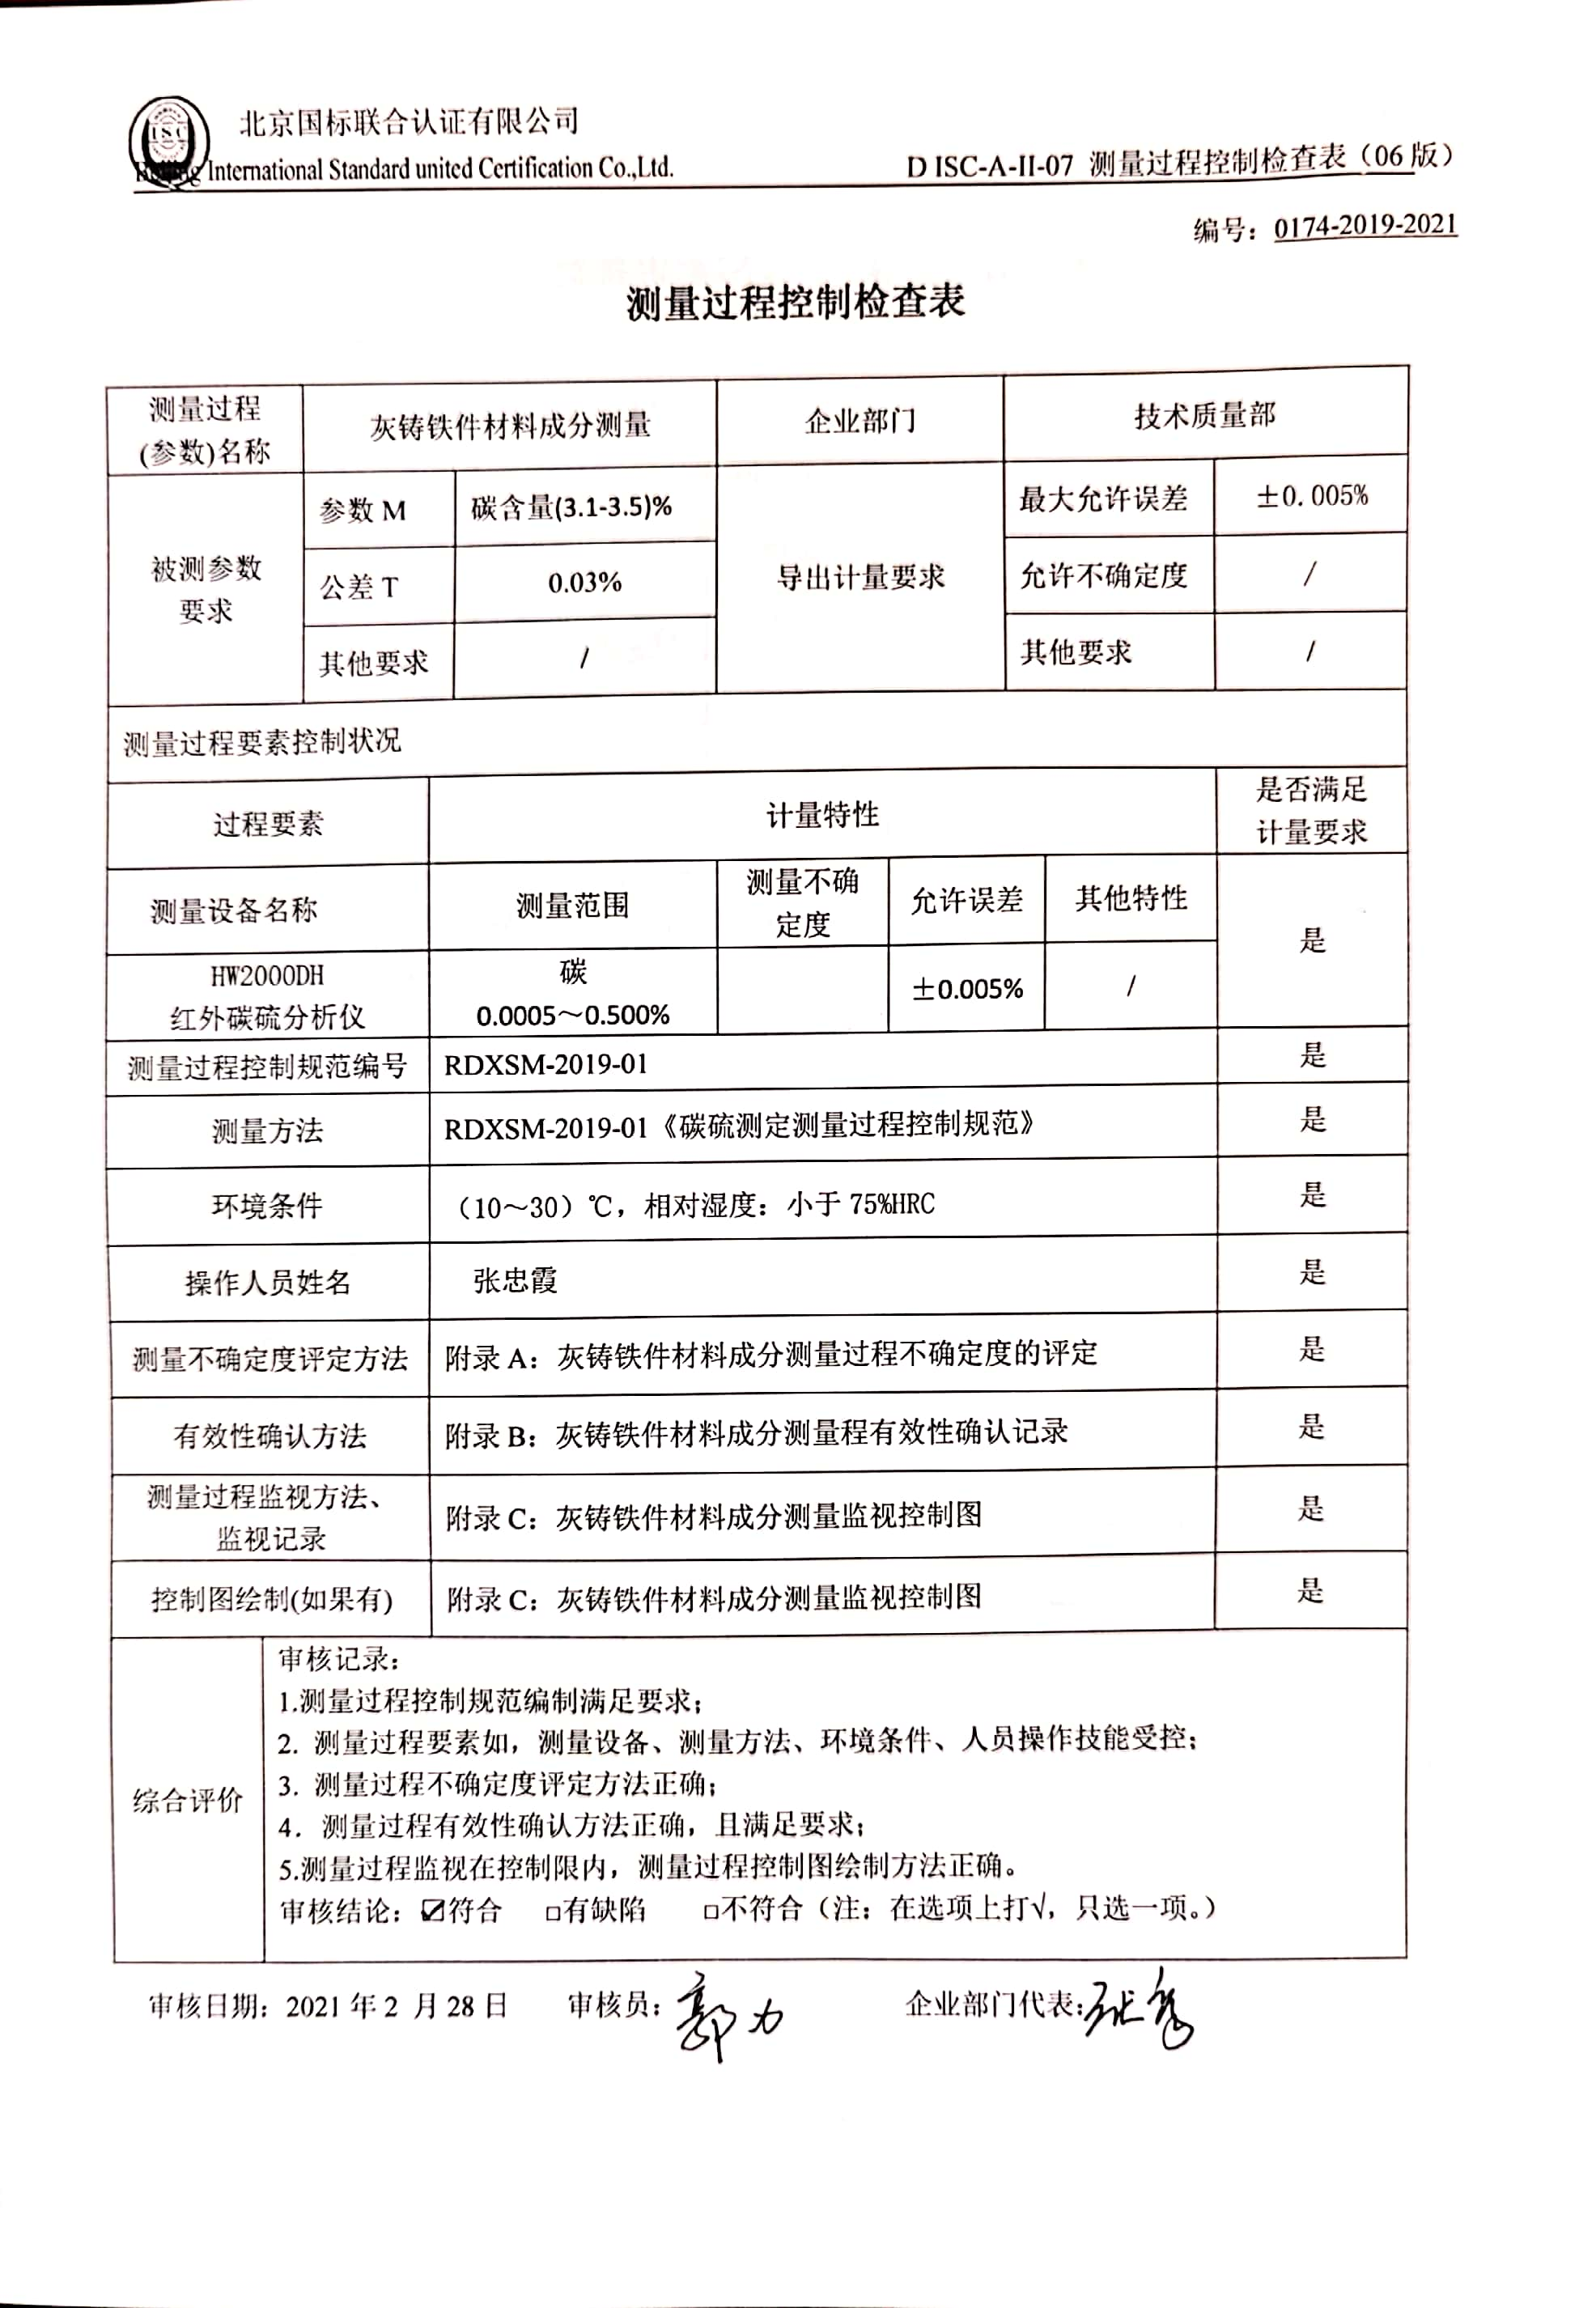 北京国标联合认证有限公司
ISC
Beijing International Standard united Certification Co.,Ltd.
D ISC-A-II-07 测量过程控制检查表（06 版）
编号：0174-2019-2021
测量过程控制检查表
测量过程
(参数)名称
灰铸铁件材料成分测量
企业部门
技术质量部
被测参数
要求
参数 M
碳含量(3.1-3.5)%
导出计量要求
最大允许误差
±0.005%
公差 T
0.03%
允许不确定度
/
其他要求
/
其他要求
/
测量过程要素控制状况
过程要素
计量特性
是否满足
计量要求
测量设备名称
测量范围
测量不确
定度
允许误差
其他特性
是
HW2000DH
红外碳硫分析仪
碳
0.0005～0.500%
±0.005%
/
测量过程控制规范编号
RDXSM-2019-01
是
测量方法
RDXSM-2019-01《碳硫测定测量过程控制规范》
是
环境条件
（10～30）℃，相对湿度：小于 75%HRC
是
操作人员姓名
张忠霞
是
测量不确定度评定方法
附录 A：灰铸铁件材料成分测量过程不确定度的评定
是
有效性确认方法
附录 B：灰铸铁件材料成分测量程有效性确认记录
是
测量过程监视方法、
监视记录
附录 C：灰铸铁件材料成分测量监视控制图
是
控制图绘制(如果有)
附录 C：灰铸铁件材料成分测量监视控制图
是
综合评价
审核记录：
1.测量过程控制规范编制满足要求；
2. 测量过程要素如，测量设备、测量方法、环境条件、人员操作技能受控；
3. 测量过程不确定度评定方法正确；
4. 测量过程有效性确认方法正确，且满足要求；
5.测量过程监视在控制限内，测量过程控制图绘制方法正确。
审核结论：☑符合 □有缺陷 □不符合（注：在选项上打√，只选一项。）
审核日期：2021 年 2 月 28 日 审核员：郭力 企业部门代表：